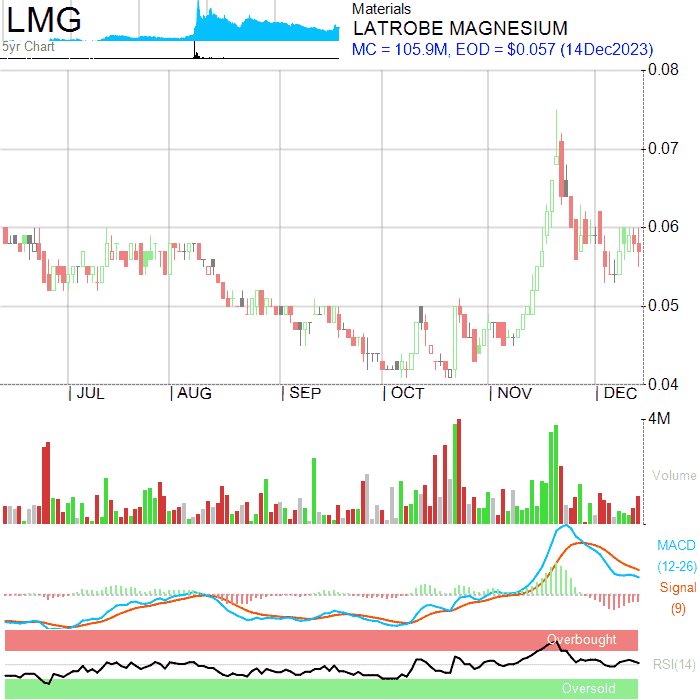 LMG
5yr Chart
Materials
LATROBE MAGNESIUM
MC = 105.9M, EOD = $0.057 (14Dec2023)
0.08
0.07
0.06
0.05
0.04
JUL AUG SEP OCT NOV DEC
4M
Volume
MACD
(12-26)
Signal
(9)
Overbought
RSI(14)
Oversold